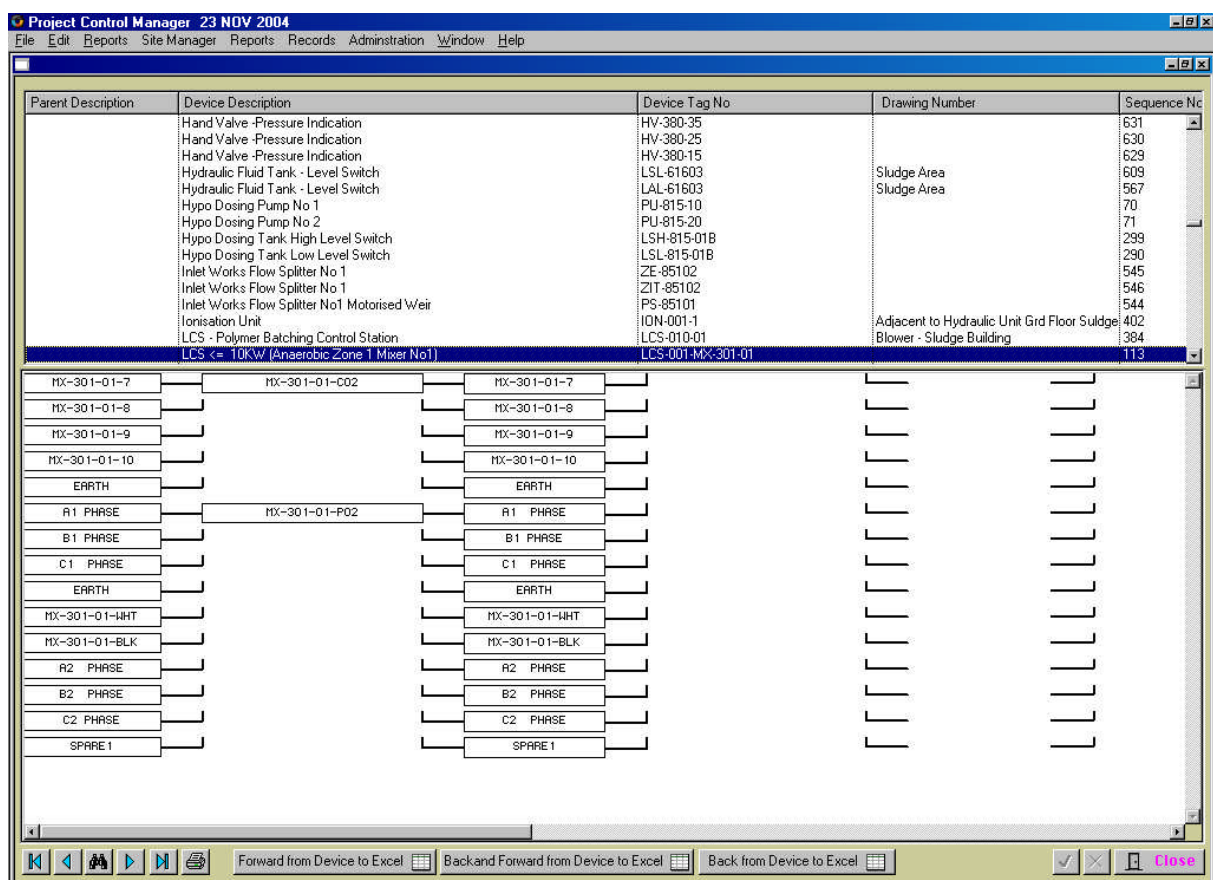 Project Control Manager 23 NOV 2004
File Edit Reports Site Manager Reports Records Adminstration Window Help
Parent Description Device Description Device Tag No Drawing Number Sequence Nc
Hand Valve -Pressure Indication HV-380-35 631
Hand Valve -Pressure Indication HV-380-25 630
Hand Valve -Pressure Indication HV-380-15 629
Hydraulic Fluid Tank - Level Switch LSL-61603 Sludge Area 609
Hydraulic Fluid Tank - Level Switch LAL-61603 Sludge Area 567
Hypo Dosing Pump No 1 PU-815-10 70
Hypo Dosing Pump No 2 PU-815-20 71
Hypo Dosing Tank High Level Switch LSH-815-01B 299
Hypo Dosing Tank Low Level Switch LSL-815-01B 290
Inlet Works Flow Splitter No 1 ZE-85102 545
Inlet Works Flow Splitter No 1 ZIT-85102 546
Inlet Works Flow Splitter No1 Motorised Weir PS-85101 544
Ionisation Unit ION-001-1 Adjacent to Hydraulic Unit Grd Floor Suldge 402
LCS - Polymer Batching Control Station LCS-010-01 Blower - Sludge Building 384
LCS <= 10KW (Anaerobic Zone 1 Mixer No1) LCS-001-MX-301-01 113
MX-301-01-7 MX-301-01-C02 MX-301-01-7
MX-301-01-8 MX-301-01-8
MX-301-01-9 MX-301-01-9
MX-301-01-10 MX-301-01-10
EARTH EARTH
A1 PHASE MX-301-01-P02 A1 PHASE
B1 PHASE B1 PHASE
C1 PHASE C1 PHASE
EARTH EARTH
MX-301-01-WHT MX-301-01-WHT
MX-301-01-BLK MX-301-01-BLK
A2 PHASE A2 PHASE
B2 PHASE B2 PHASE
C2 PHASE C2 PHASE
SPARE1 SPARE1
Forward from Device to Excel Backand Forward from Device to Excel Back from Device to Excel Close